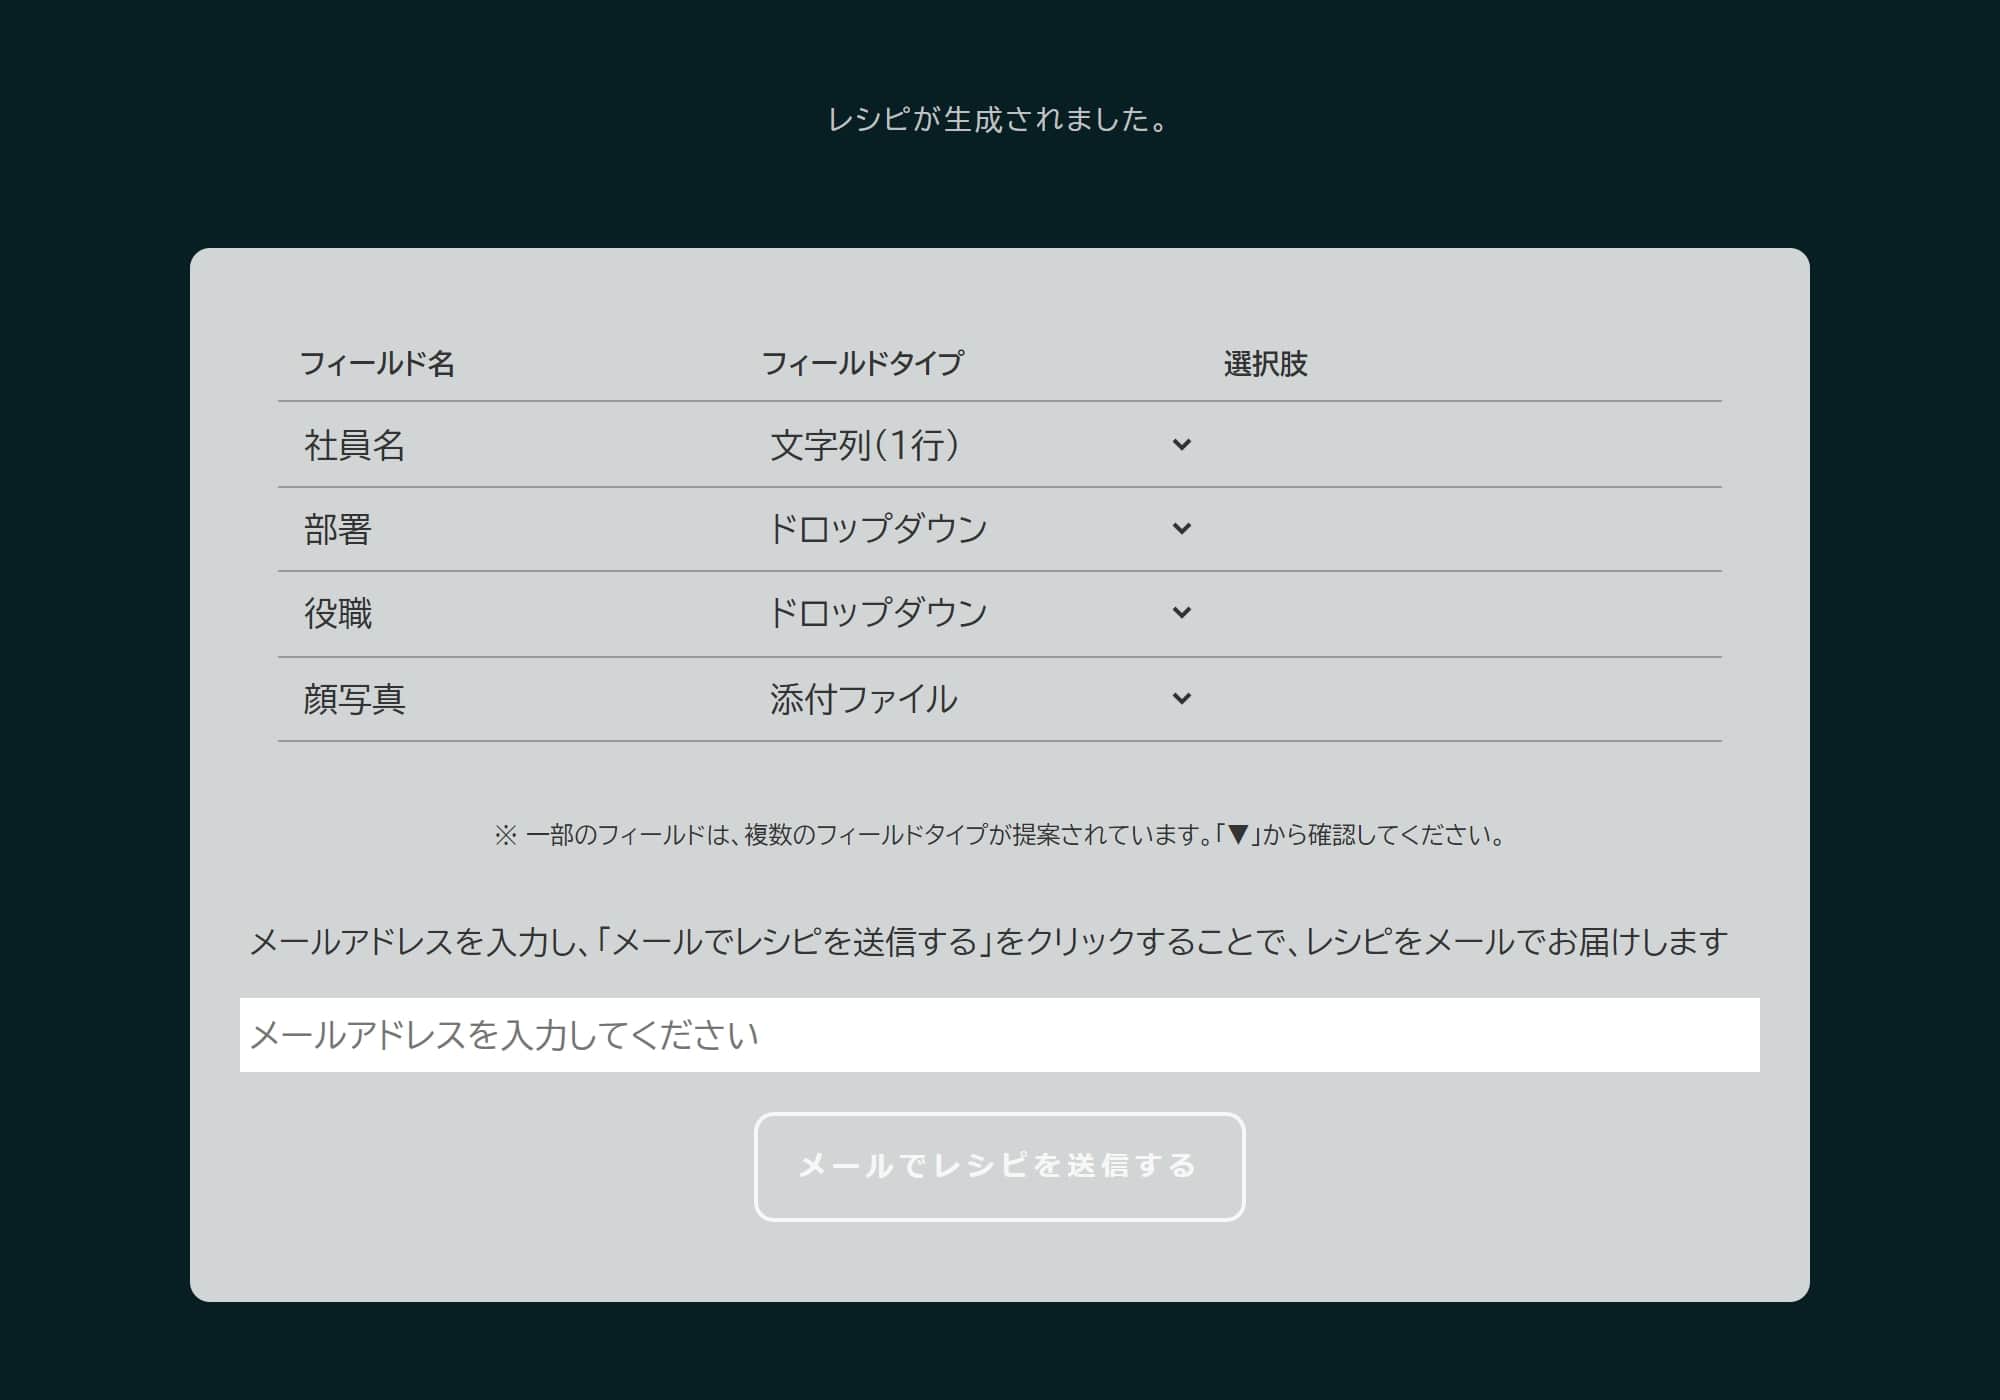 レシピが生成されました。
フィールド名 フィールドタイプ 選択肢
社員名 文字列(1行)
部署 ドロップダウン
役職 ドロップダウン
顔写真 添付ファイル
※ 一部のフィールドは、複数のフィールドタイプが提案されています。「▼」から確認してください。
メールアドレスを入力し、「メールでレシピを送信する」をクリックすることで、レシピをメールでお届けします
メールアドレスを入力してください
メールでレシピを送信する